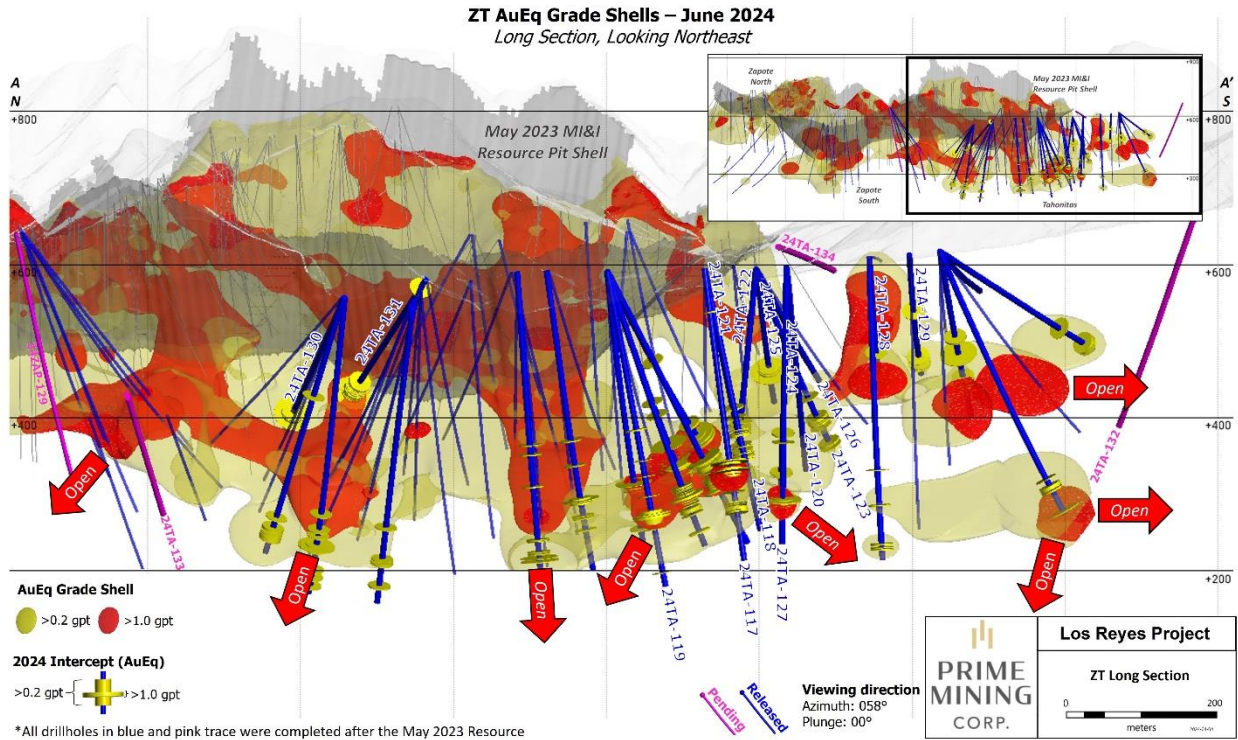 ZT AuEq Grade Shells – June 2024
Long Section, Looking Northeast
A
N
A'
S
+800
+800
+600
+600
+400
+400
+200
May 2023 MI&I
Resource Pit Shell
Zapote
North
May 2023 MI&I
Resource Pit Shell
+900
+600
+300
Zapote
South
Tahonitas
24TA-134
24TA-131
24TA-130
24TA-121
24TA-122
24TA-125
24TA-124
24TA-128
24TA-129
24TA-126
24TA-123
24TA-120
24TA-118
24TA-127
24TA-117
24TA-119
24TA-132
24TA-133
Open
Open
Open
Open
Open
Open
Open
Open
AuEq Grade Shell
>0.2 gpt
>1.0 gpt
2024 Intercept (AuEq)
>0.2 gpt
>1.0 gpt
Pending
Released
Viewing direction
Azimuth: 058°
Plunge: 00°
PRIME
MINING
CORP.
Los Reyes Project
ZT Long Section
0
200
meters
*All drillholes in blue and pink trace were completed after the May 2023 Resource